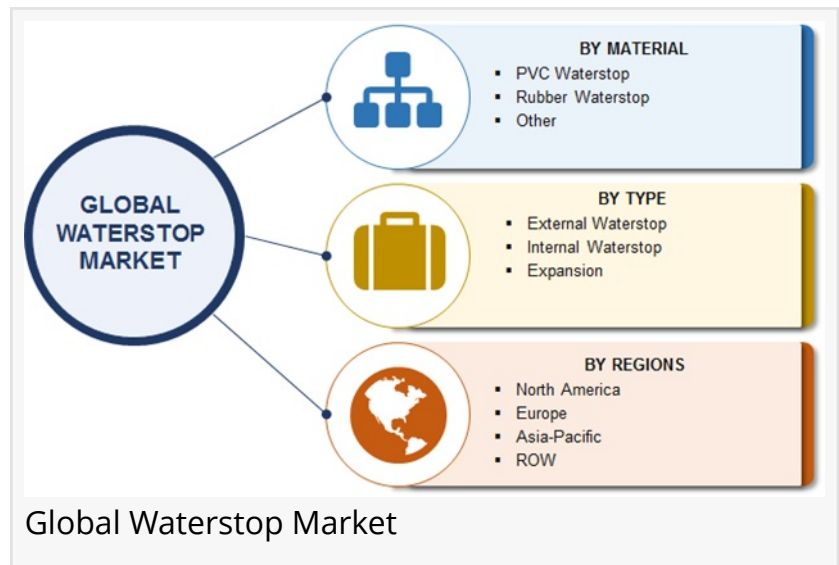 GLOBAL
WATERSTOP
MARKET
BY MATERIAL
▪ PVC Waterstop
▪ Rubber Waterstop
▪ Other
BY TYPE
▪ External Waterstop
▪ Internal Waterstop
▪ Expansion
BY REGIONS
▪ North America
▪ Europe
▪ Asia-Pacific
▪ ROW
Global Waterstop Market